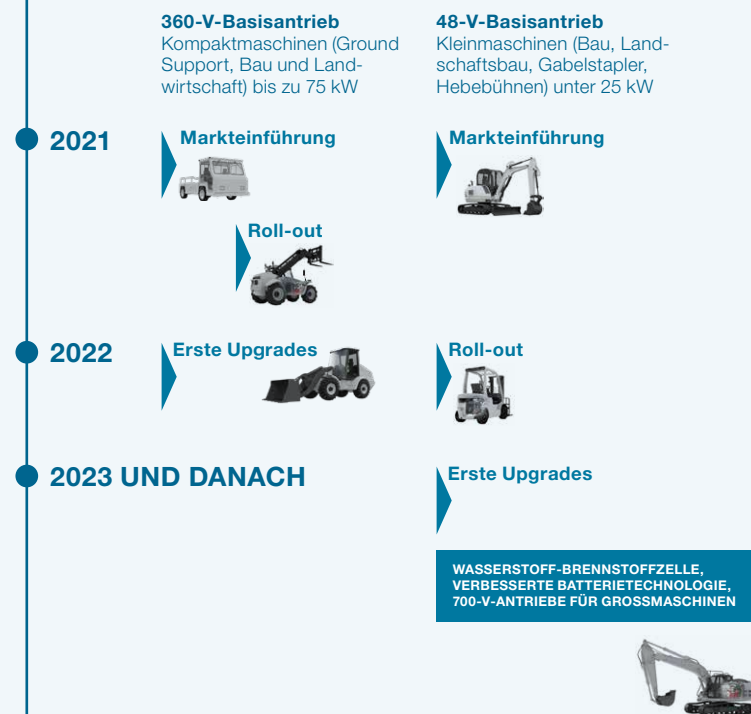 360-V-Basisantrieb
Kompaktmaschinen (Ground
Support, Bau und Land-
wirtschaft) bis zu 75 kW
48-V-Basisantrieb
Kleinmaschinen (Bau, Land-
schaftsbau, Gabelstapler,
Hebebühnen) unter 25 kW
2021
Markteinführung
Markteinführung
Roll-out
2022
Erste Upgrades
Roll-out
2023 UND DANACH
Erste Upgrades
WASSERSTOFF-BRENNSTOFFZELLE,
VERBESSERTE BATTERIETECHNOLOGIE,
700-V-ANTRIEBE FÜR GROSSMASCHINEN